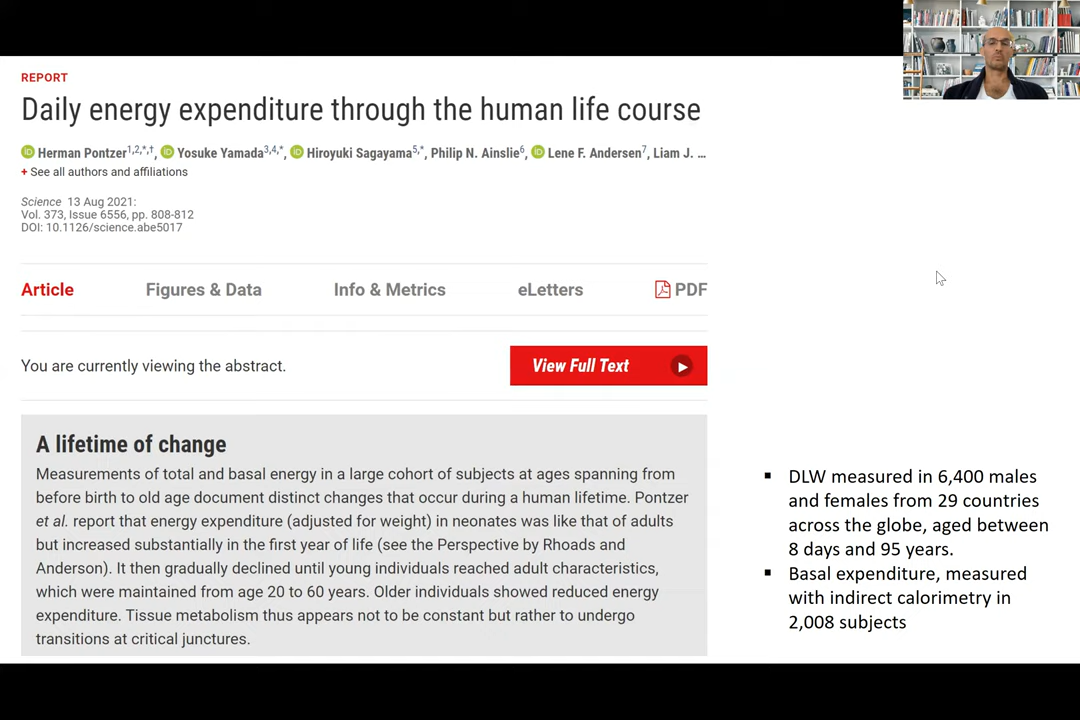 REPORT
Daily energy expenditure through the human life course
Herman Pontzer1,2,*,†, Yosuke Yamada3,4,*, Hiroyuki Sagayama5,*, Philip N. Ainslie6, Lene F. Andersen7, Liam J. ...
+ See all authors and affiliations
Science 13 Aug 2021:
Vol. 373, Issue 6556, pp. 808-812
DOI: 10.1126/science.abe5017
Article Figures & Data Info & Metrics eLetters PDF
You are currently viewing the abstract.
View Full Text
A lifetime of change
Measurements of total and basal energy in a large cohort of subjects at ages spanning from
before birth to old age document distinct changes that occur during a human lifetime. Pontzer
et al. report that energy expenditure (adjusted for weight) in neonates was like that of adults
but increased substantially in the first year of life (see the Perspective by Rhoads and
Anderson). It then gradually declined until young individuals reached adult characteristics,
which were maintained from age 20 to 60 years. Older individuals showed reduced energy
expenditure. Tissue metabolism thus appears not to be constant but rather to undergo
transitions at critical junctures.
▪ DLW measured in 6,400 males
and females from 29 countries
across the globe, aged between
8 days and 95 years.
▪ Basal expenditure, measured
with indirect calorimetry in
2,008 subjects